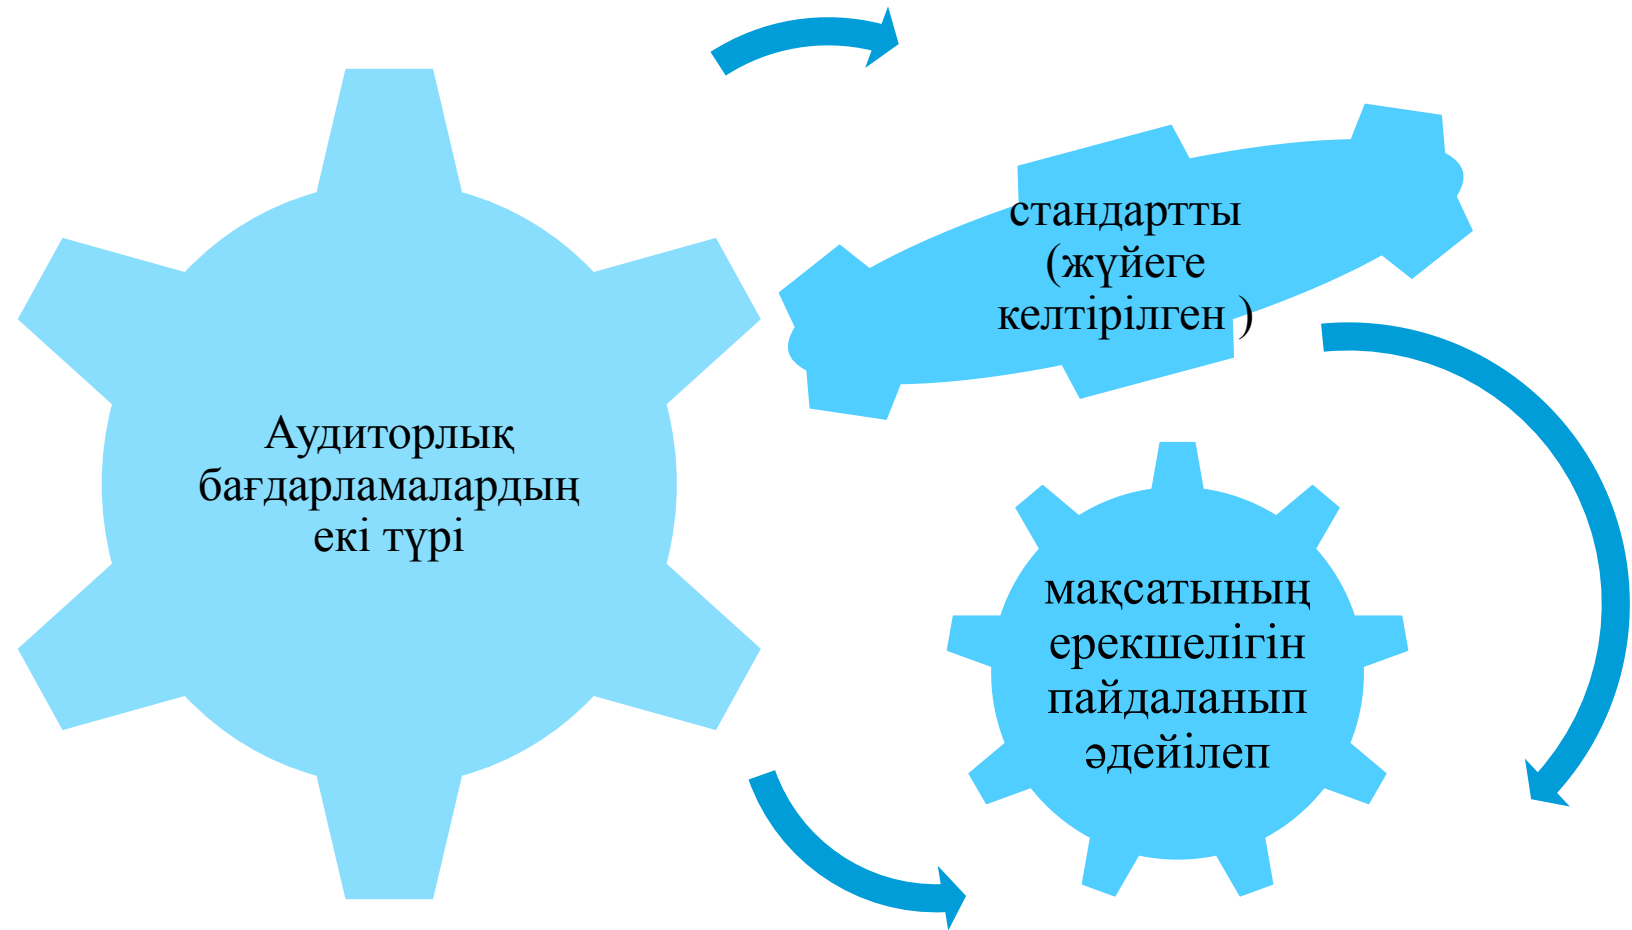 Аудиторлық
бағдарламалардың
екі түрі
стандартты
(жүйеге
келтірілген )
мақсатының
ерекшелігін
пайдаланып
әдейілеп